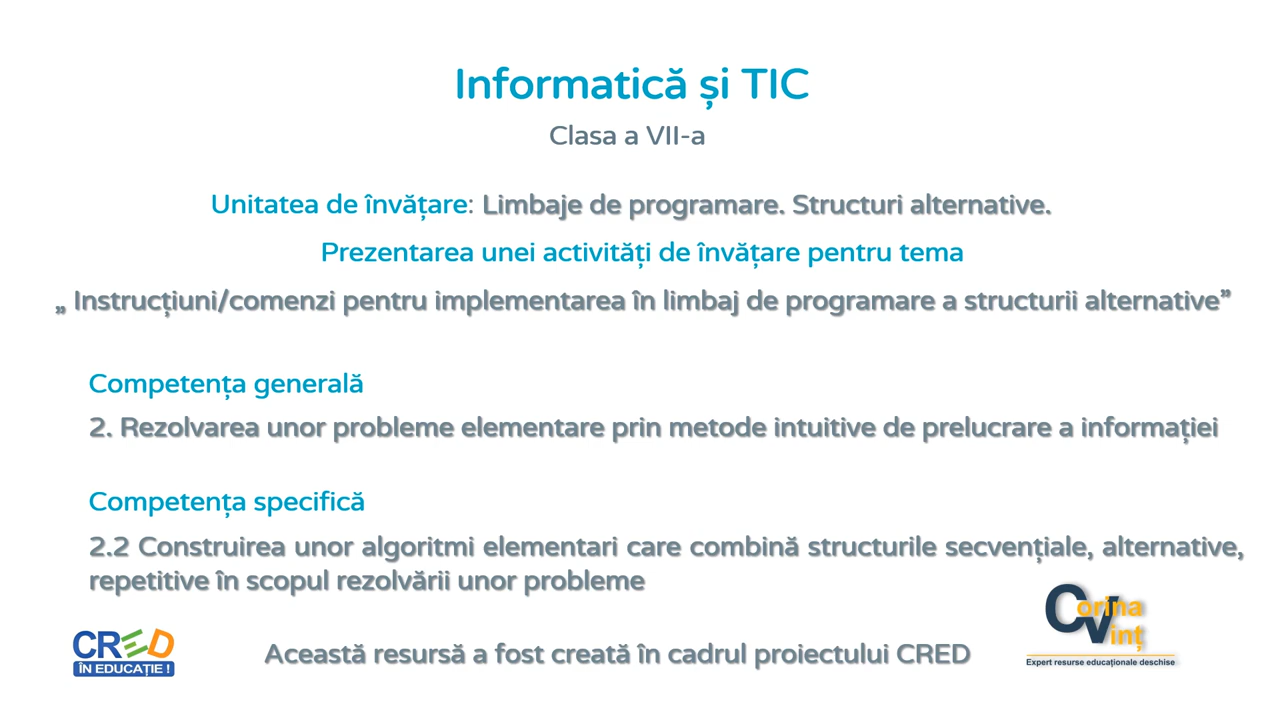 Informatică și TIC
Clasa a VII-a
Unitatea de învățare: Limbaje de programare. Structuri alternative.
Prezentarea unei activități de învățare pentru tema
„ Instrucțiuni/comenzi pentru implementarea în limbaj de programare a structurii alternative”
Competența generală
2. Rezolvarea unor probleme elementare prin metode intuitive de prelucrare a informației
Competența specifică
2.2 Construirea unor algoritmi elementari care combină structurile secvențiale, alternative,
repetitive în scopul rezolvării unor probleme
CRED
ÎN EDUCAȚIE !
Această resursă a fost creată în cadrul proiectului CRED
Corina
Vinț
Expert resurse educaționale deschise